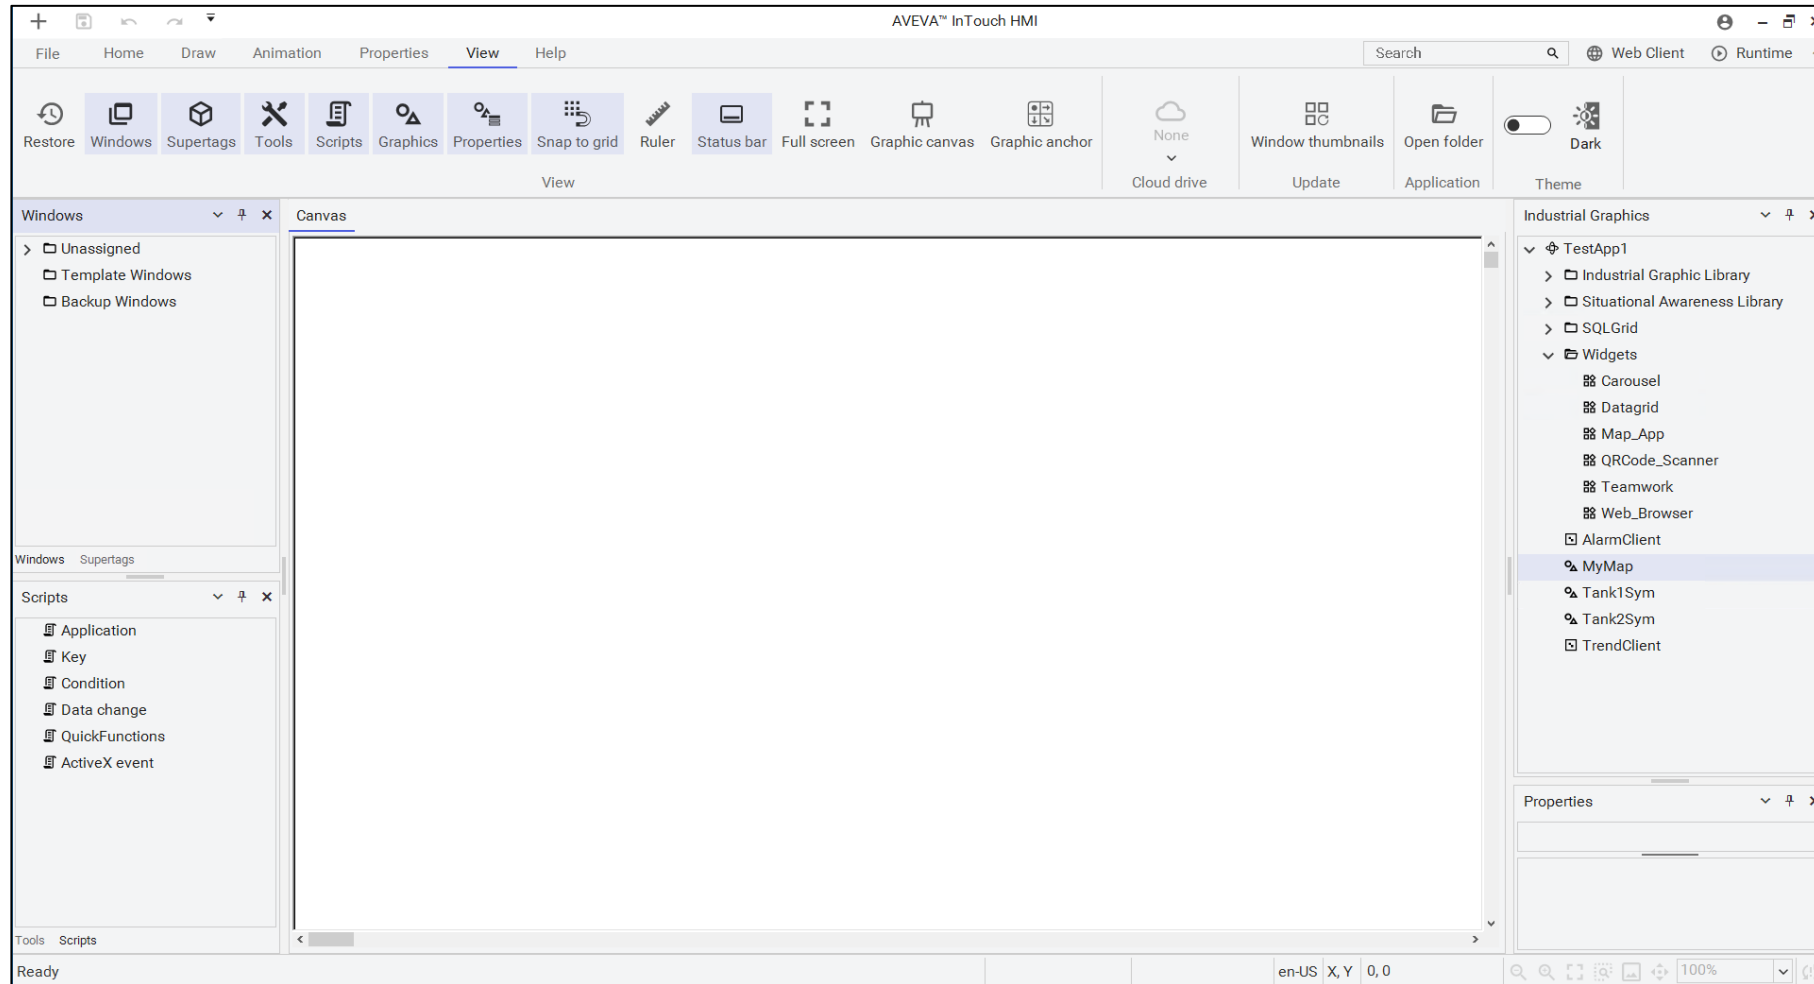 AVEVA™ InTouch HMI
File Home Draw Animation Properties View Help Search Web Client Runtime
Restore Windows Supertags Tools Scripts Graphics Properties Snap to grid Ruler Status bar Full screen Graphic canvas Graphic anchor None Window thumbnails Open folder Dark
View Cloud drive Update Application Theme
Windows
Unassigned
Template Windows
Backup Windows
Windows Supertags
Scripts
Application
Key
Condition
Data change
QuickFunctions
ActiveX event
Tools Scripts
Canvas
Industrial Graphics
TestApp1
Industrial Graphic Library
Situational Awareness Library
SQLGrid
Widgets
Carousel
Datagrid
Map_App
QRCode_Scanner
Teamwork
Web_Browser
AlarmClient
MyMap
Tank1Sym
Tank2Sym
TrendClient
Properties
Ready en-US X, Y 0, 0 100%